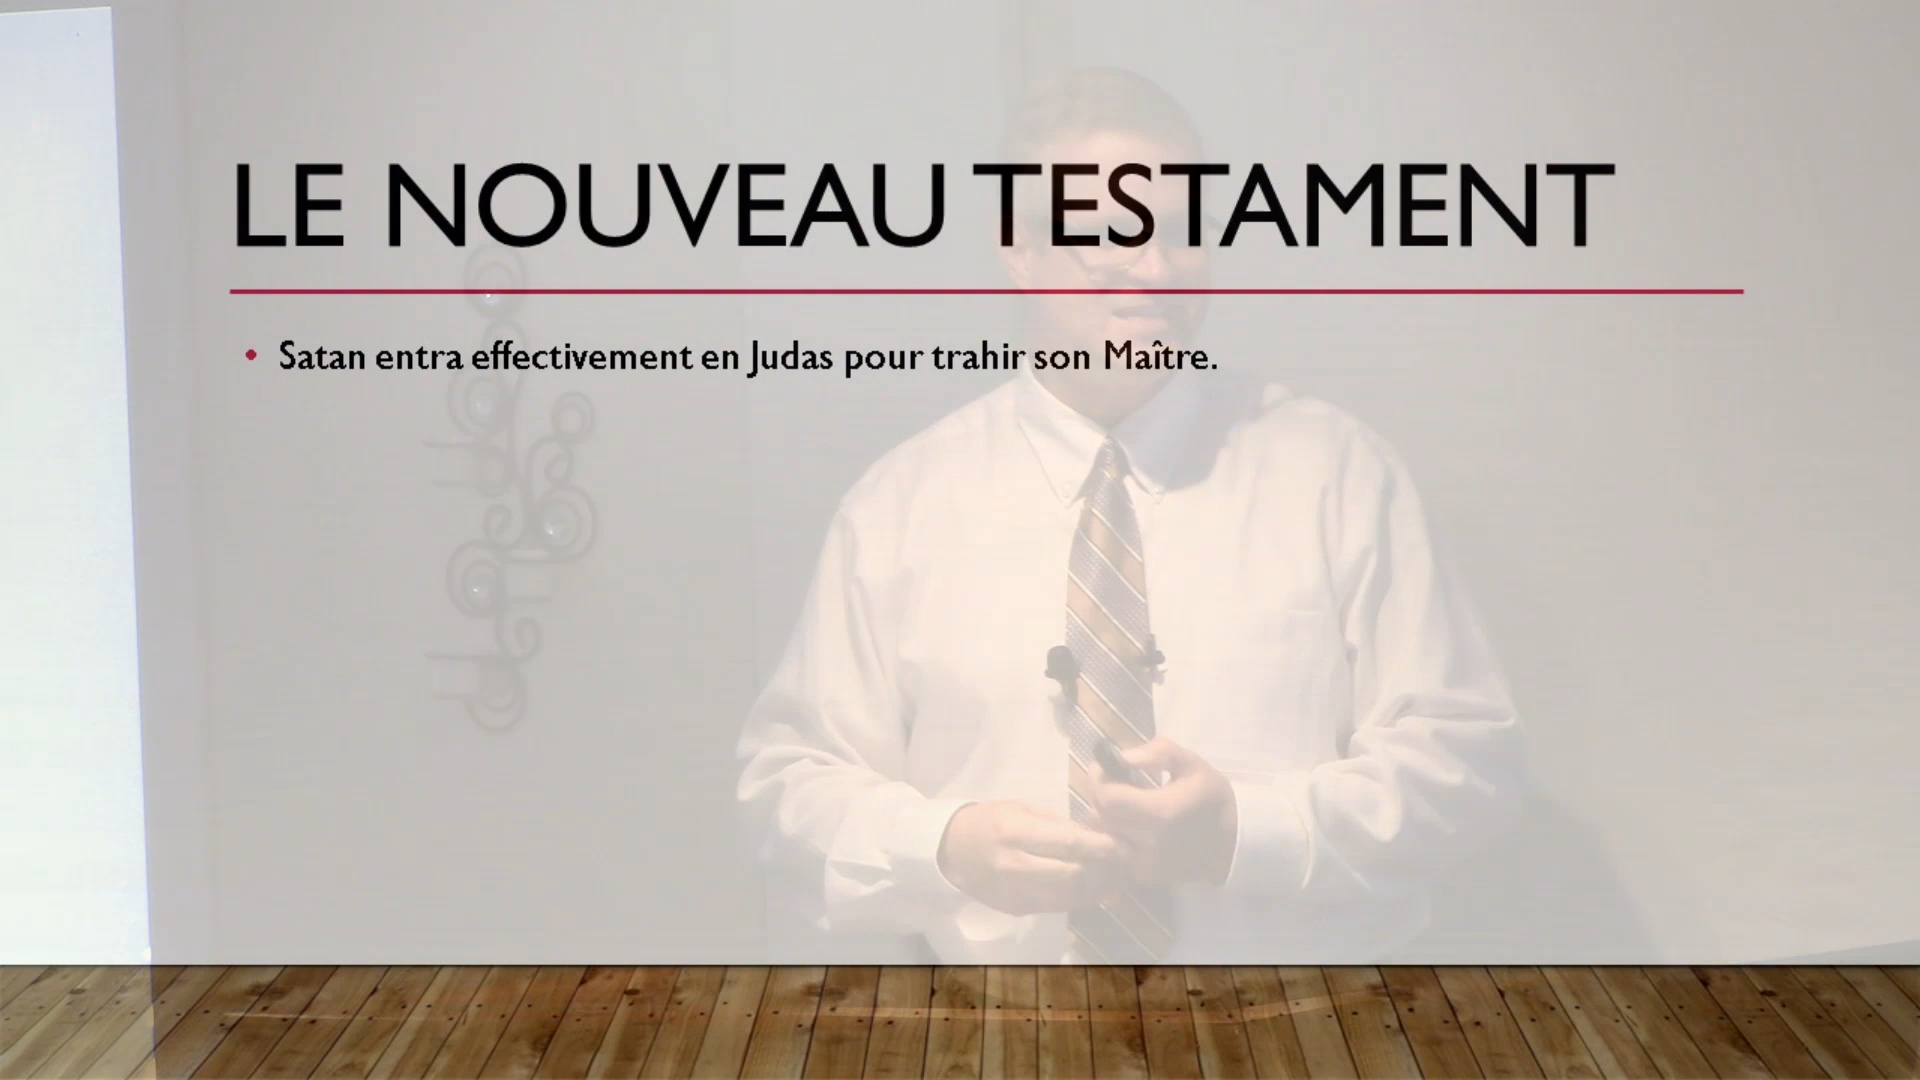 LE NOUVEAU TESTAMENT
• Satan entra effectivement en Judas pour trahir son Maître.